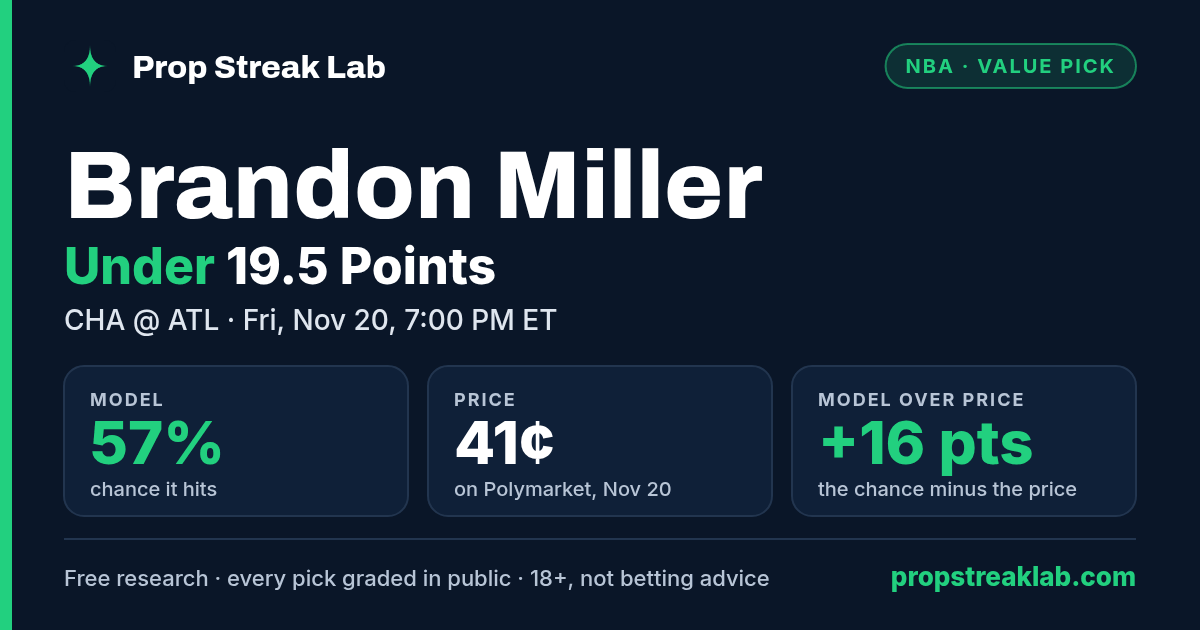 Prop Streak Lab
NBA · VALUE PICK
Brandon Miller
Under 19.5 Points
CHA @ ATL · Fri, Nov 20, 7:00 PM ET
MODEL
57%
chance it hits
PRICE
41¢
on Polymarket, Nov 20
MODEL OVER PRICE
+16 pts
the chance minus the price
Free research · every pick graded in public · 18+, not betting advice
propstreaklab.com